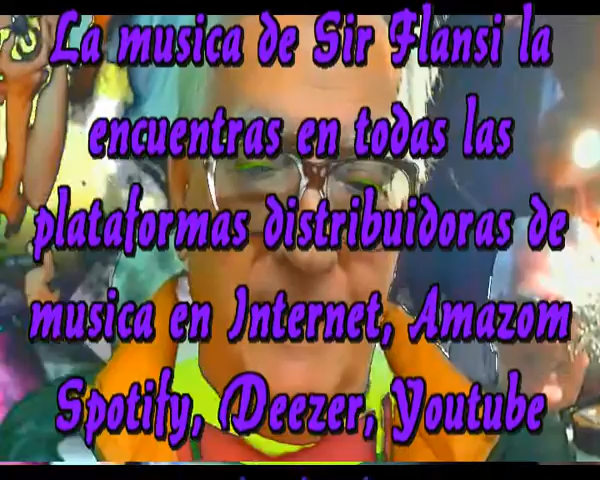 La musica de Sir Flansi la
encuentras en todas las
plataformas distribuidoras de
musica en Internet, Amazom
Spotify, Deezer, Youtube